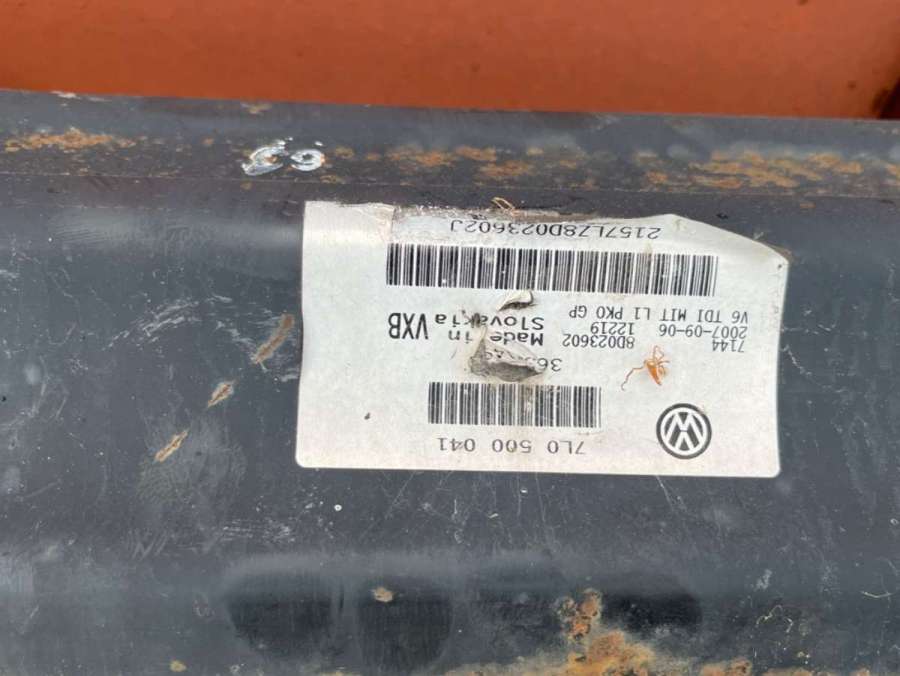 7L0 500 041
7144 8D023602 Made in VXB
2007-09-06 12219 Slovakia
V6 TDI MIT L1 PKO GP
2157L78D023602J